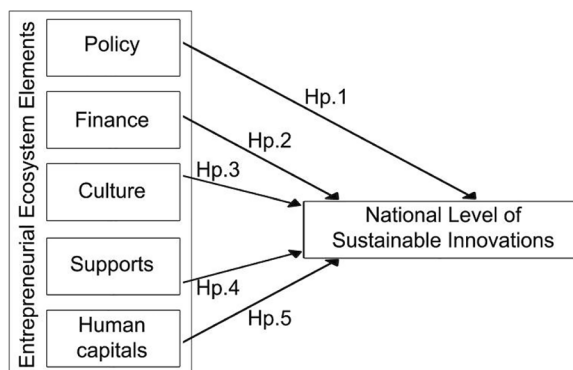 Entrepreneurial Ecosystem Elements
Policy
Finance
Culture
Supports
Human
capitals
Hp.1
Hp.2
Hp.3
Hp.4
Hp.5
National Level of
Sustainable Innovations